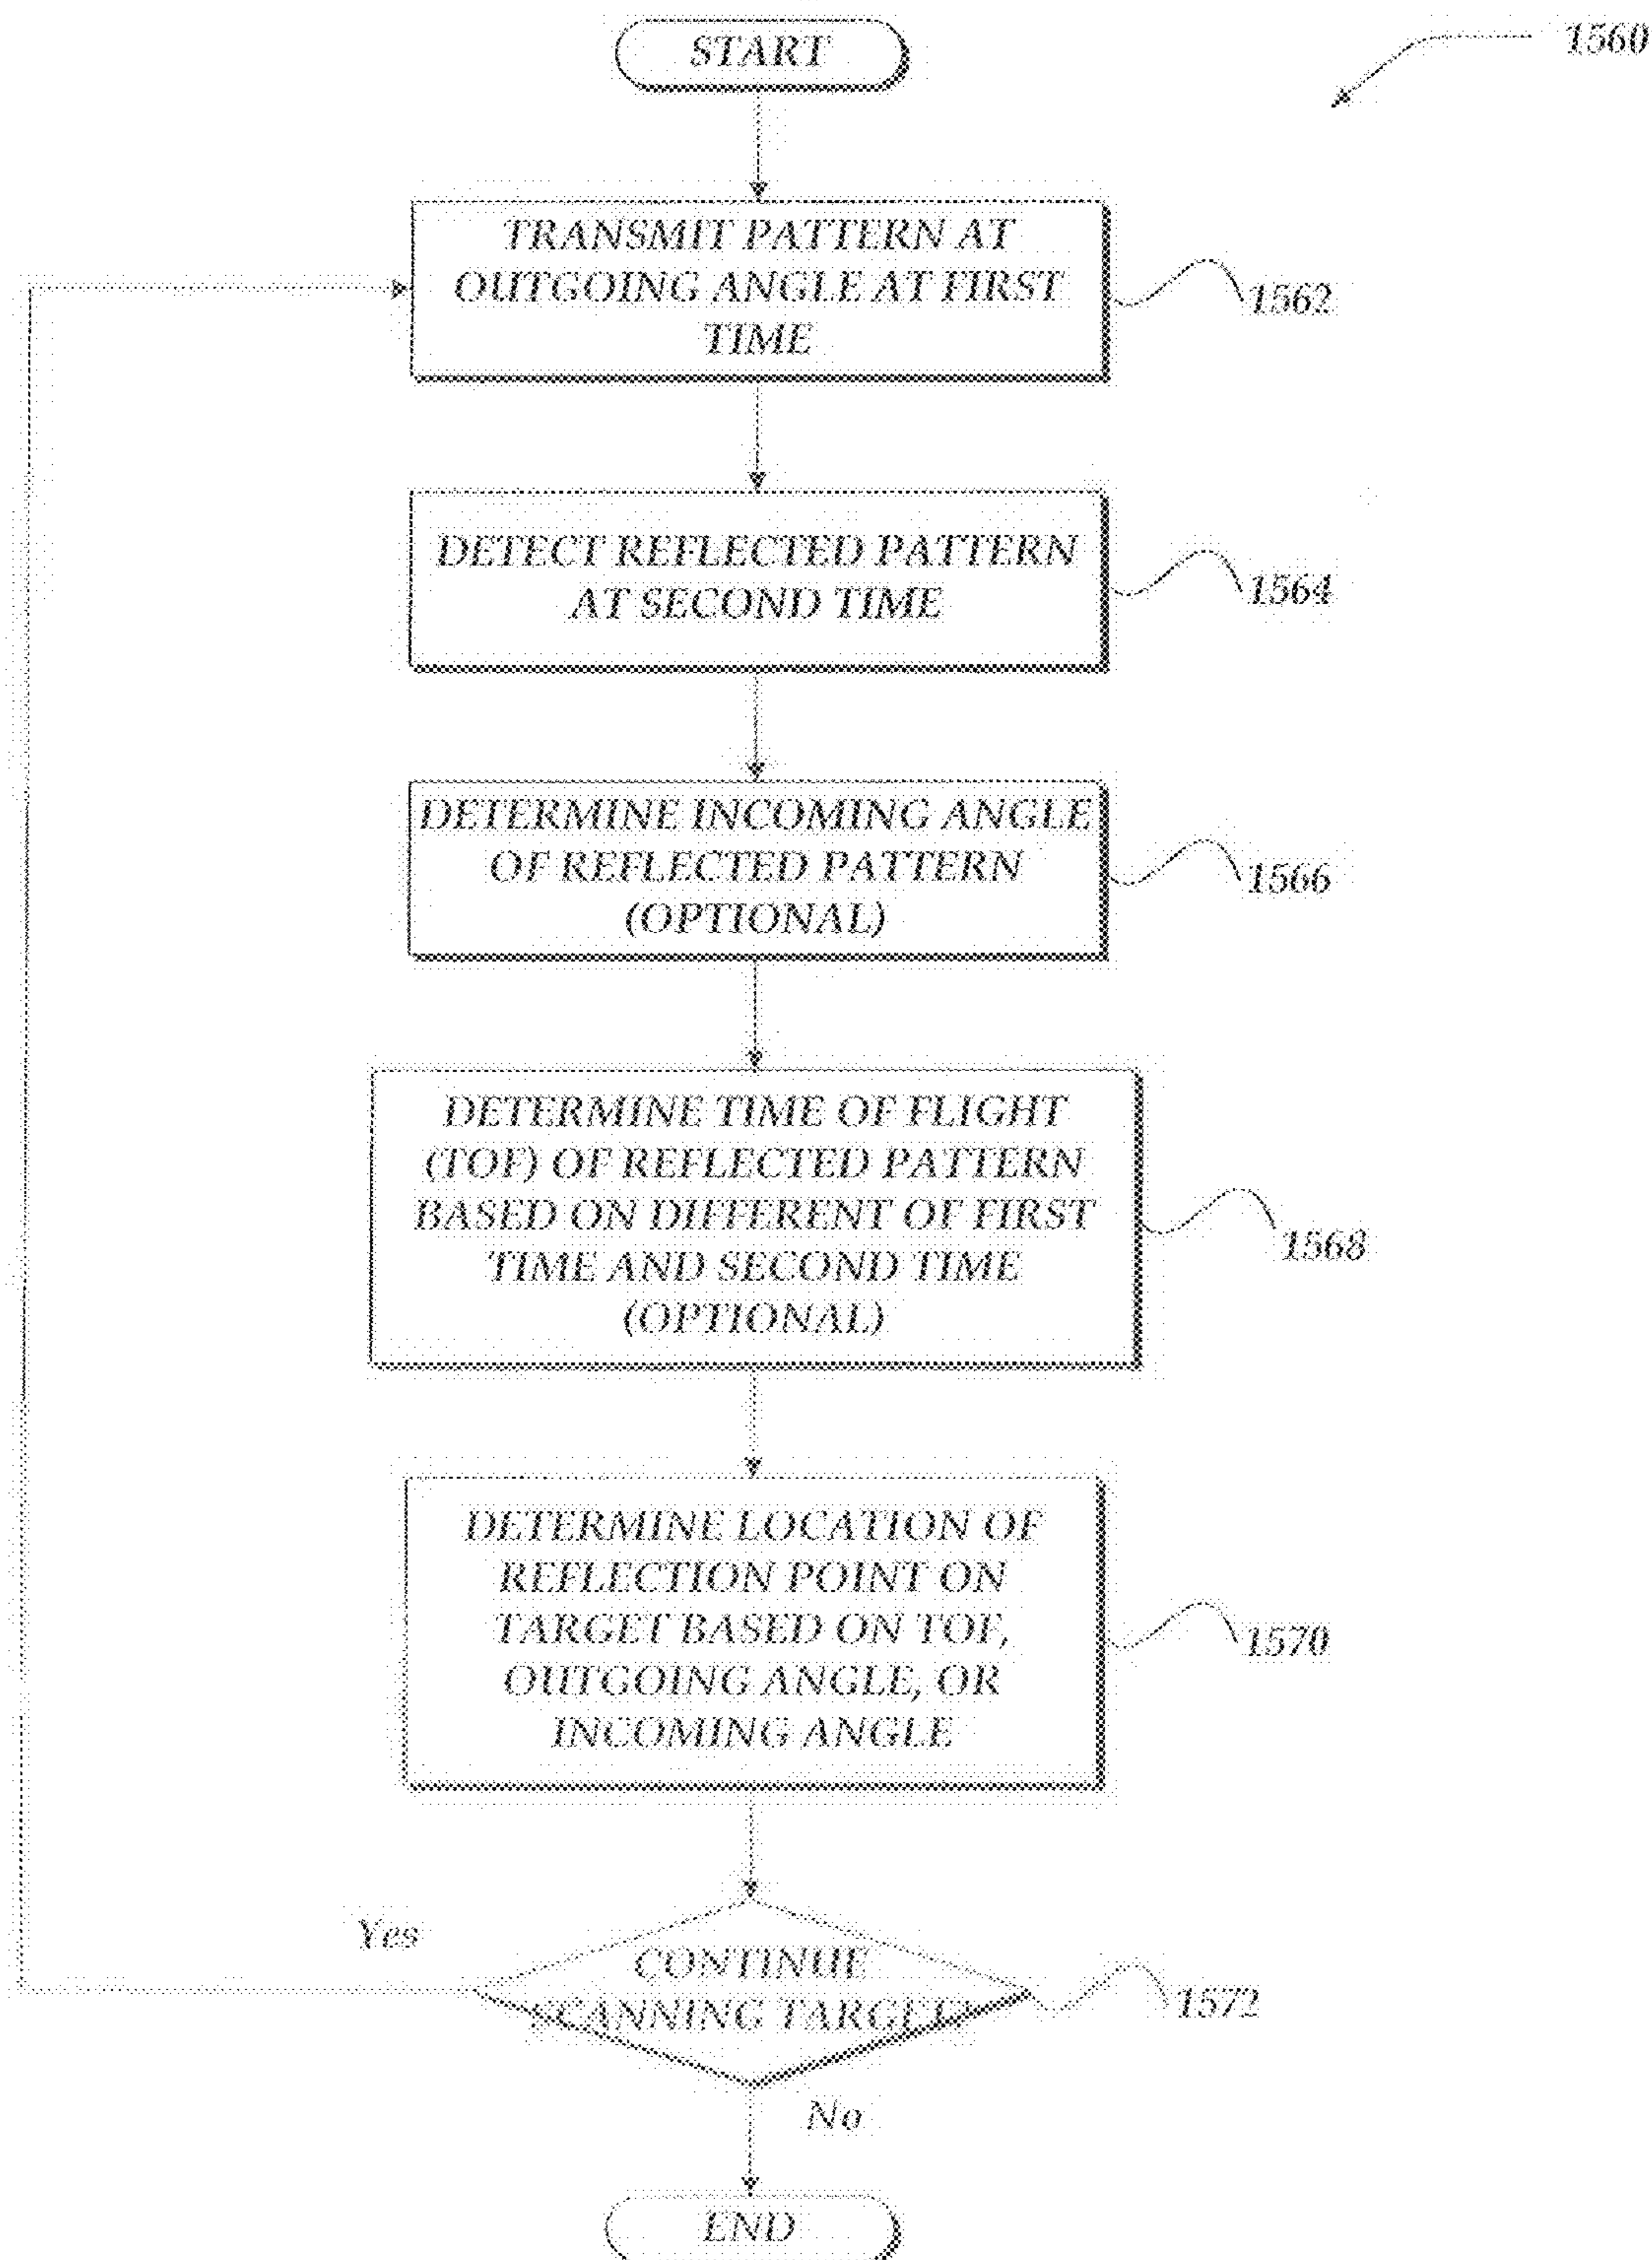 START
1560
TRANSMIT PATTERN AT
OUTGOING ANGLE AT FIRST
TIME
1562
DETECT REFLECTED PATTERN
AT SECOND TIME
1564
DETERMINE INCOMING ANGLE
OF REFLECTED PATTERN
(OPTIONAL)
1566
DETERMINE TIME OF FLIGHT
(TOF) OF REFLECTED PATTERN
BASED ON DIFFERENT OF FIRST
TIME AND SECOND TIME
(OPTIONAL)
1568
DETERMINE LOCATION OF
REFLECTION POINT ON
TARGET BASED ON TOF,
OUTGOING ANGLE, OR
INCOMING ANGLE
1570
Yes
CONTINUE
SCANNING TARGET?
1572
No
END